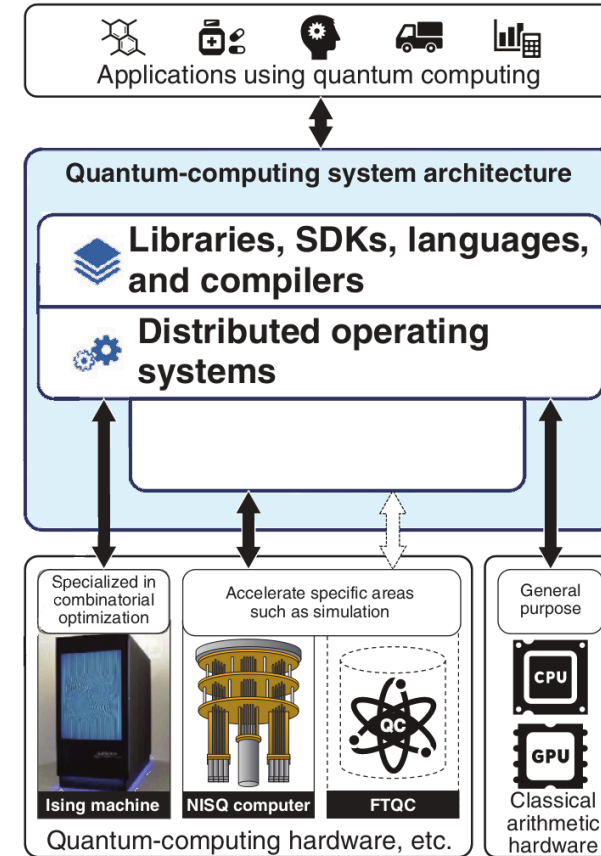 Applications using quantum computing
Quantum-computing system architecture
Libraries, SDKs, languages,
and compilers
Distributed operating
systems
Specialized in
combinatorial
optimization
Accelerate specific areas
such as simulation
General
purpose
CPU
QC
GPU
Ising machine
NISQ computer
FTQC
Classical
arithmetic
hardware
Quantum-computing hardware, etc.